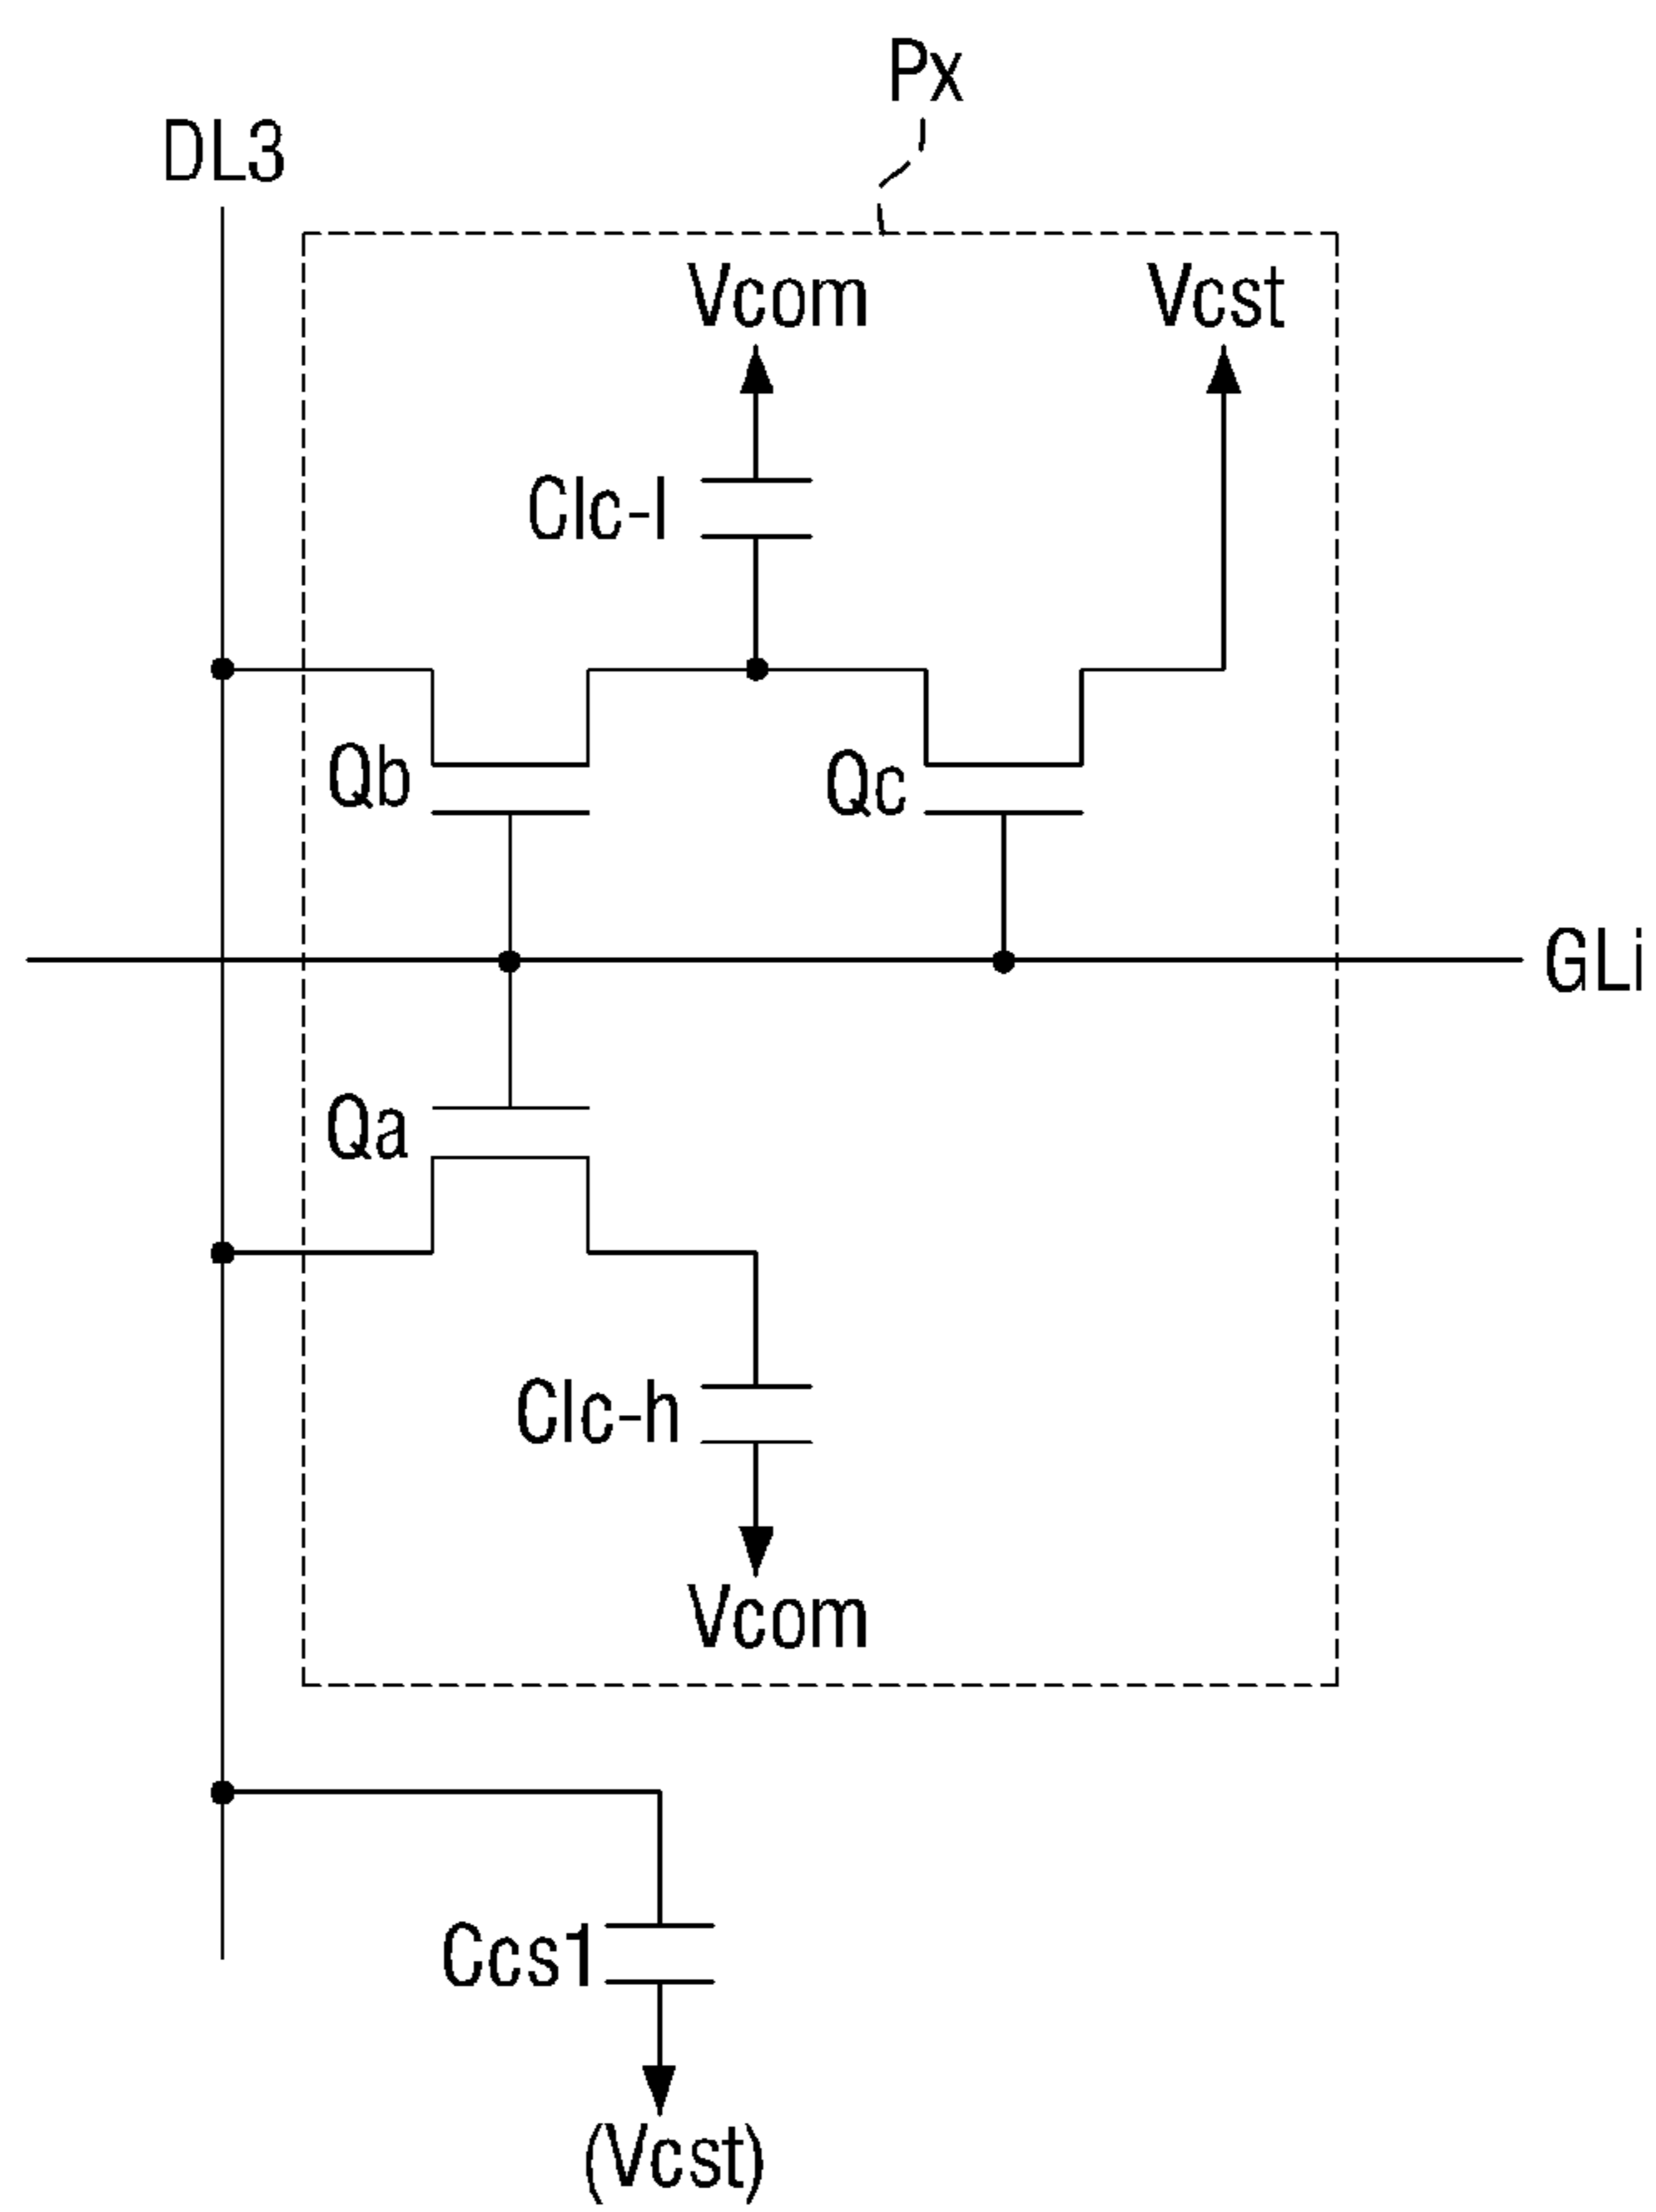 Px
DL3
Vcom
Vcst
Clc-l
Qb
Qc
GLi
Qa
Clc-h
Vcom
Ccs1
(Vcst)